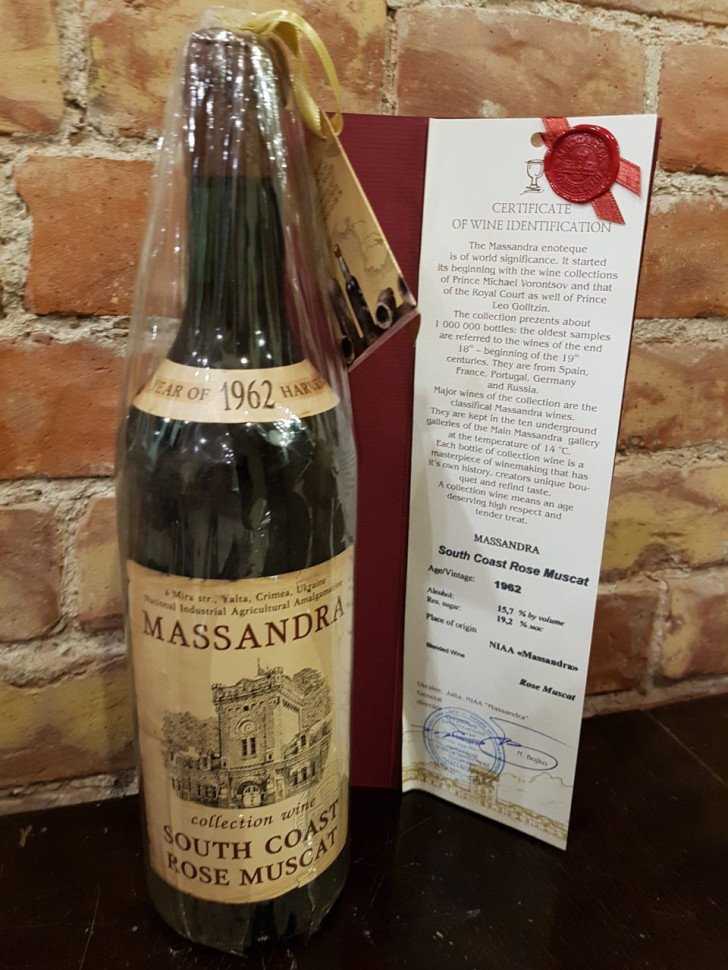 YEAR OF 1962 HARVEST
6 Mira str., Yalta, Crimea, Ukraine
National Industrial Agricultural Amalgamation
MASSANDRA
collection wine
SOUTH COAST
ROSE MUSCAT
CERTIFICATE
OF WINE IDENTIFICATION
The Massandra enoteque
is of world significance. It started
its beginning with the wine collections
of Prince Michael Vorontsov and that
of the Royal Court as well of Prince
Leo Golitzin.
The collection prezents about
1 000 000 bottles: the oldest samples
are referred to the wines of the end
18th – beginning of the 19th
centuries. They are from Spain,
France, Portugal, Germany
and Russia.
Major wines of the collection are the
classifical Massandra wines.
They are kept in the ten underground
galleries of the Main Massandra gallery
at the temperature of 14 °C.
Each bottle of collection wine is a
masterpiece of winemaking that has
it's own history, creators unique bou-
quet and refind taste.
A collection wine means an age
deserving high respect and
tender treat.
MASSANDRA
South Coast Rose Muscat
Age/Vintage: 1962
Alcohol: 15,7 % by volume
Res. sugar: 19,2 % мас
Place of origin NIAA «Massandra»
Blended Wine Rose Muscat
Ukraine, Jalta, NIAA "Massandra"
General
director
N. Bojko